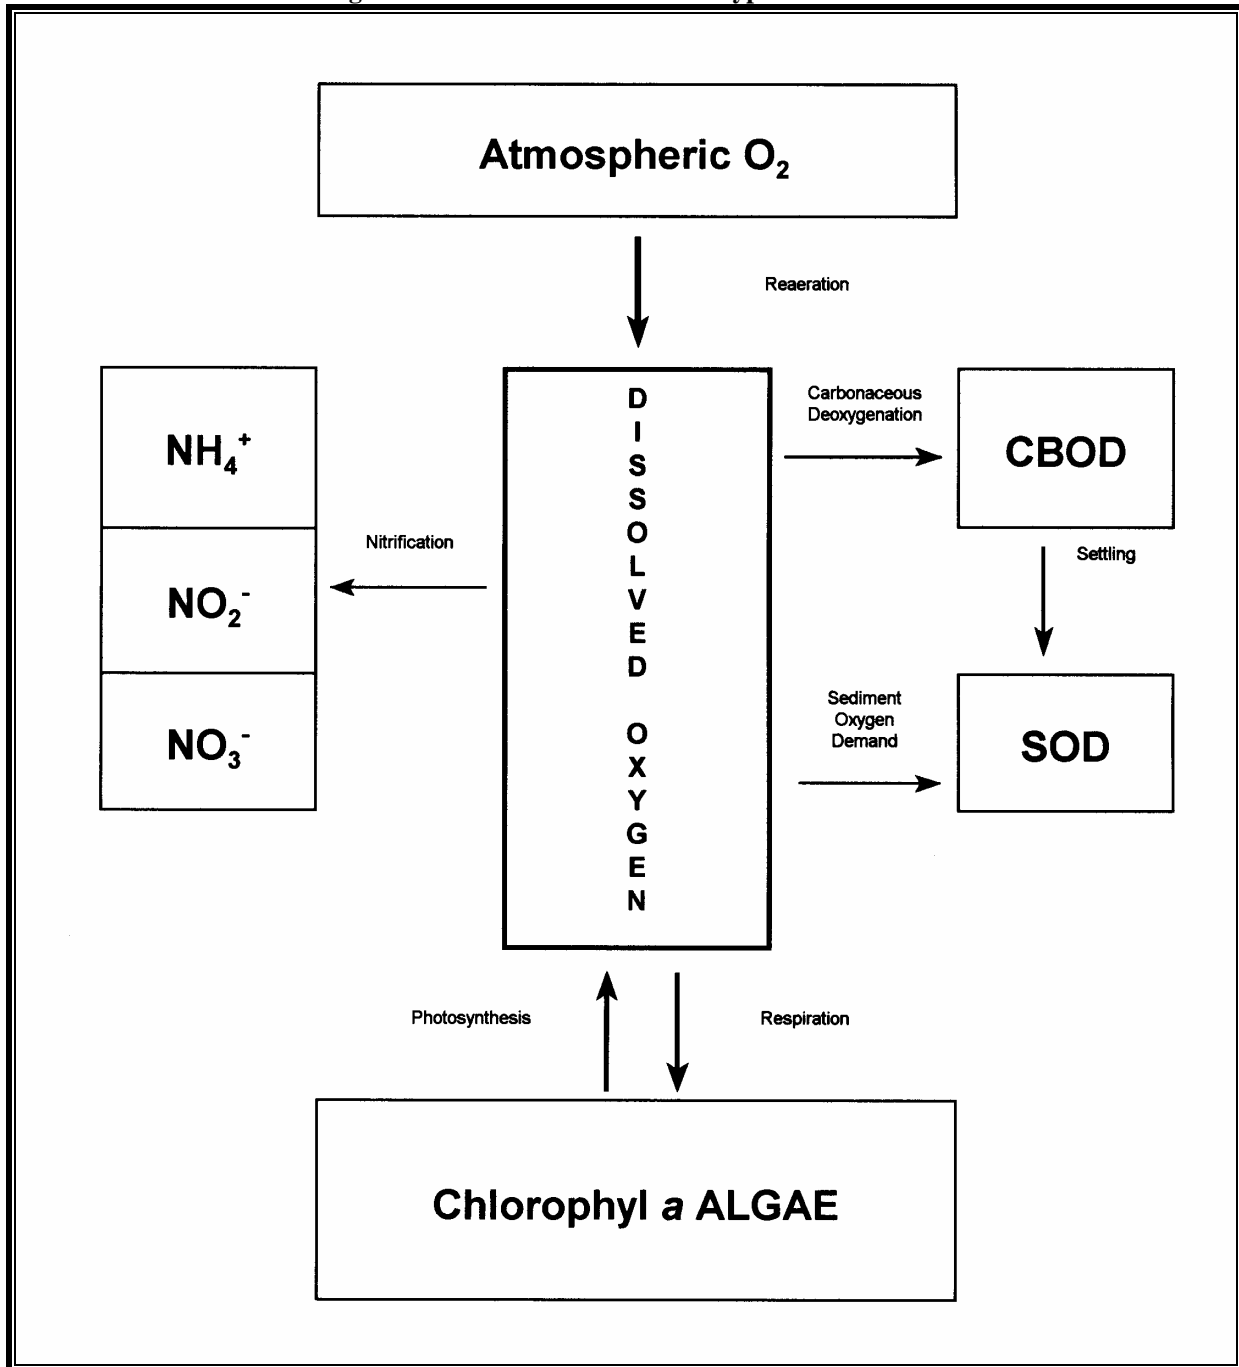 Atmospheric O₂
Reaeration
NH₄⁺
NO₂⁻
NO₃⁻
Nitrification
D
I
S
S
O
L
V
E
D
O
X
Y
G
E
N
Carbonaceous
Deoxygenation
CBOD
Settling
Sediment
Oxygen
Demand
SOD
Photosynthesis
Respiration
Chlorophyl a ALGAE